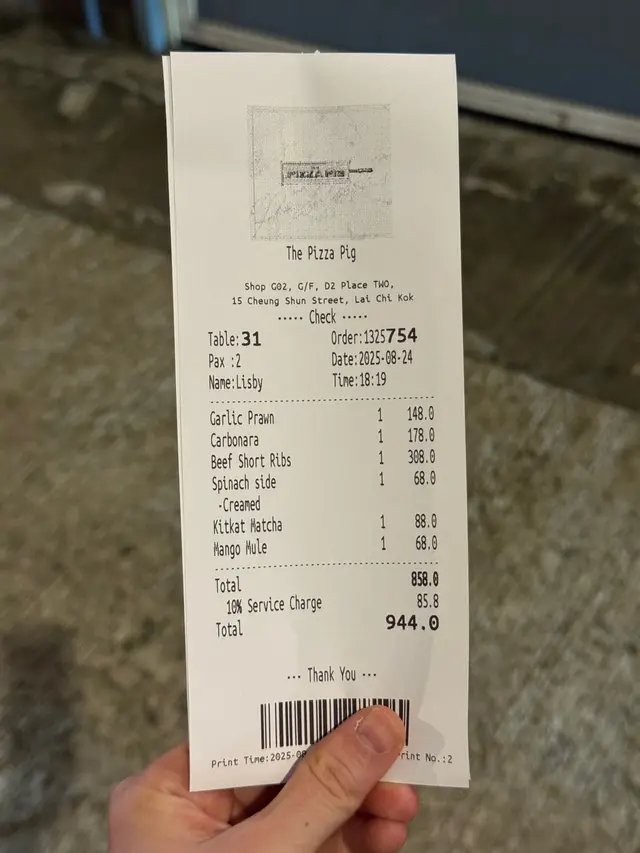 The Pizza Pig
Shop G02, G/F, D2 Place TWO,
15 Cheung Shun Street, Lai Chi Kok
----- Check -----
Table:31 Order:1325754
Pax :2 Date:2025-08-24
Name:Lisby Time:18:19
Garlic Prawn 1 148.0
Carbonara 1 178.0
Beef Short Ribs 1 308.0
Spinach side 1 68.0
-Creamed
Kitkat Matcha 1 88.0
Mango Mule 1 68.0
Total 858.0
10% Service Charge 85.8
Total 944.0
--- Thank You ---
Print Time:2025-08 rint No.:2